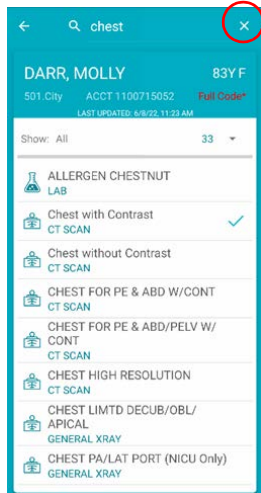 chest
DARR, MOLLY 83Y F
501.City ACCT 1100715052 Full Code*
LAST UPDATED: 6/8/22, 11:23 AM
Show: All 33
ALLERGEN CHESTNUT
LAB
Chest with Contrast
CT SCAN
Chest without Contrast
CT SCAN
CHEST FOR PE & ABD W/CONT
CT SCAN
CHEST FOR PE & ABD/PELV W/
CONT
CT SCAN
CHEST HIGH RESOLUTION
CT SCAN
CHEST LIMTD DECUB/OBL/
APICAL
GENERAL XRAY
CHEST PA/LAT PORT (NICU Only)
GENERAL XRAY